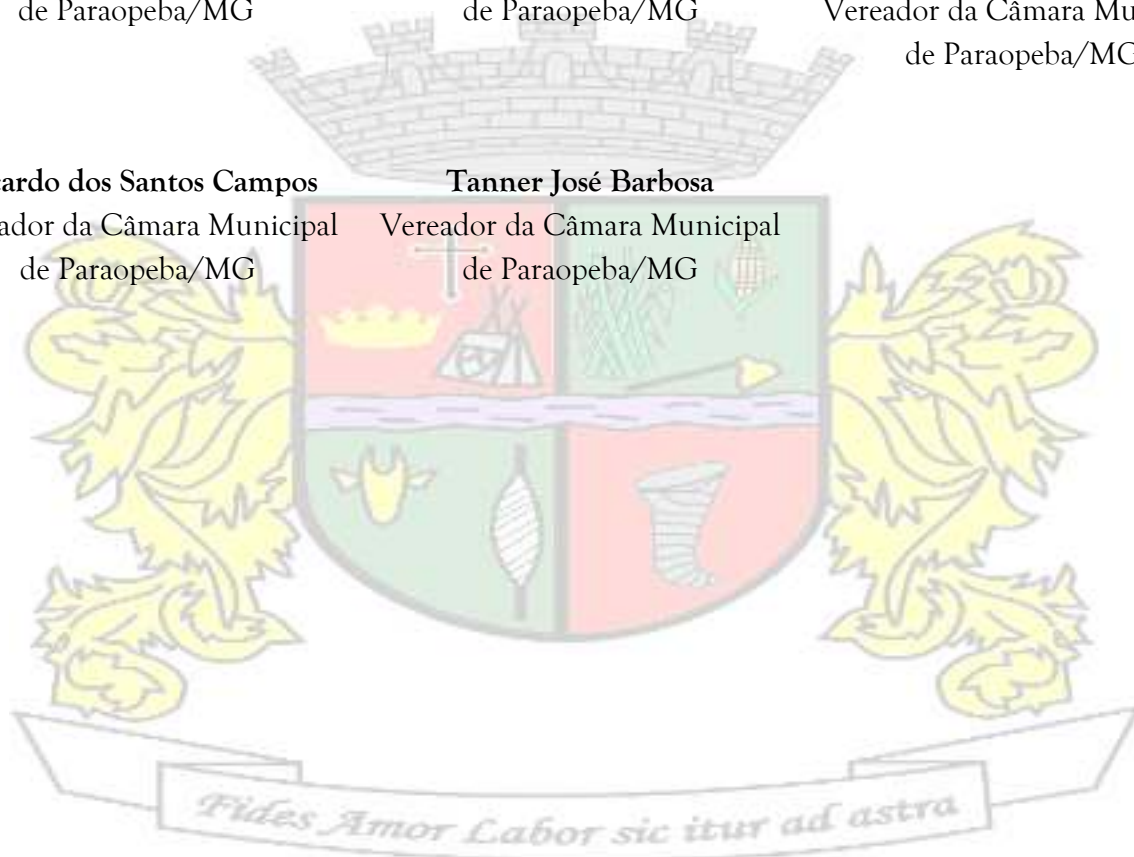 de Paraopeba/MG
de Paraopeba/MG
Vereador da Câmara Mu
de Paraopeba/MG
ardo dos Santos Campos
Tanner José Barbosa
ador da Câmara Municipal
Vereador da Câmara Municipal
de Paraopeba/MG
de Paraopeba/MG
Fides Amor Labor sic itur ad astra